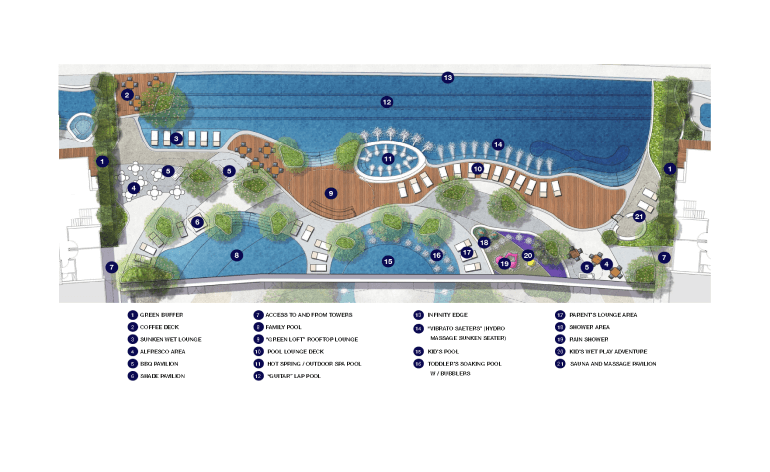 13
2
12
3
14
1
11
5
5
10
1
4
9
21
6
18
17
8
16
20
7
15
19
5
4
7
1 GREEN BUFFER
2 COFFEE DECK
3 SUNKEN WET LOUNGE
4 ALFRESCO AREA
5 BBQ PAVILION
6 SHADE PAVILION
7 ACCESS TO AND FROM TOWERS
8 FAMILY POOL
9 "GREEN LOFT" ROOFTOP LOUNGE
10 POOL LOUNGE DECK
11 HOT SPRING / OUTDOOR SPA POOL
12 "GUITAR" LAP POOL
13 INFINITY EDGE
14 "VIBRATO SAETERS" (HYDRO
MASSAGE SUNKEN SEATER)
15 KID'S POOL
16 TODDLER'S SOAKING POOL
W / BUBBLERS
17 PARENT'S LOUNGE AREA
18 SHOWER AREA
19 RAIN SHOWER
20 KID'S WET PLAY ADVENTURE
21 SAUNA AND MASSAGE PAVILION